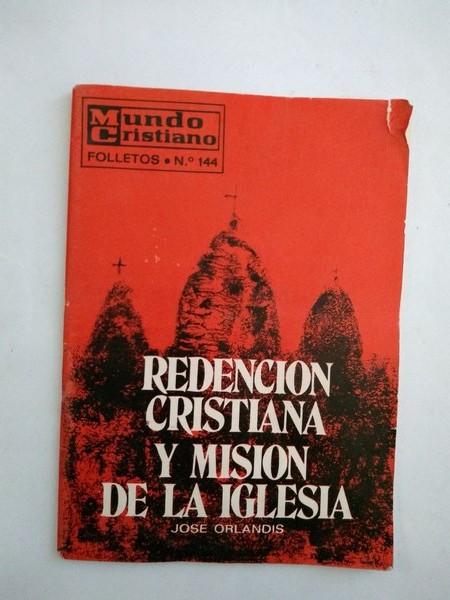 Mundo
Cristiano
FOLLETOS • N.º 144
REDENCION
CRISTIANA
Y MISION
DE LA IGLESIA
JOSE ORLANDIS